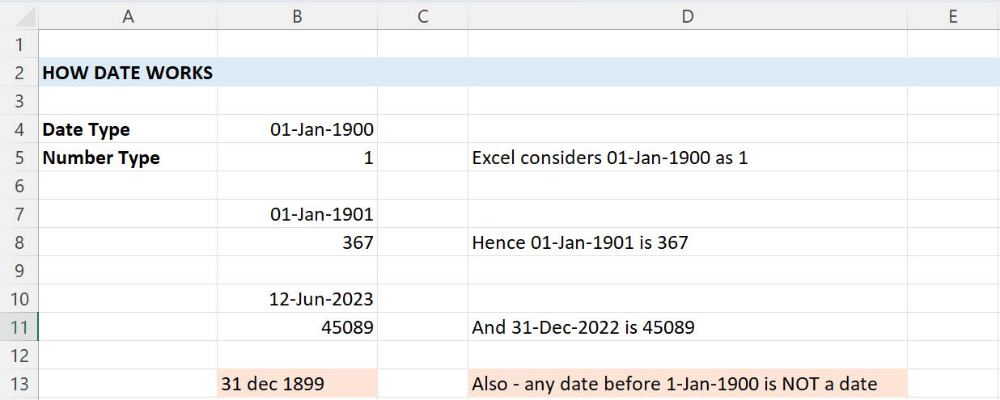 A B C D E
1
2 HOW DATE WORKS
3
4 Date Type 01-Jan-1900
5 Number Type 1 Excel considers 01-Jan-1900 as 1
6
7 01-Jan-1901
8 367 Hence 01-Jan-1901 is 367
9
10 12-Jun-2023
11 45089 And 31-Dec-2022 is 45089
12
13 31 dec 1899 Also - any date before 1-Jan-1900 is NOT a date